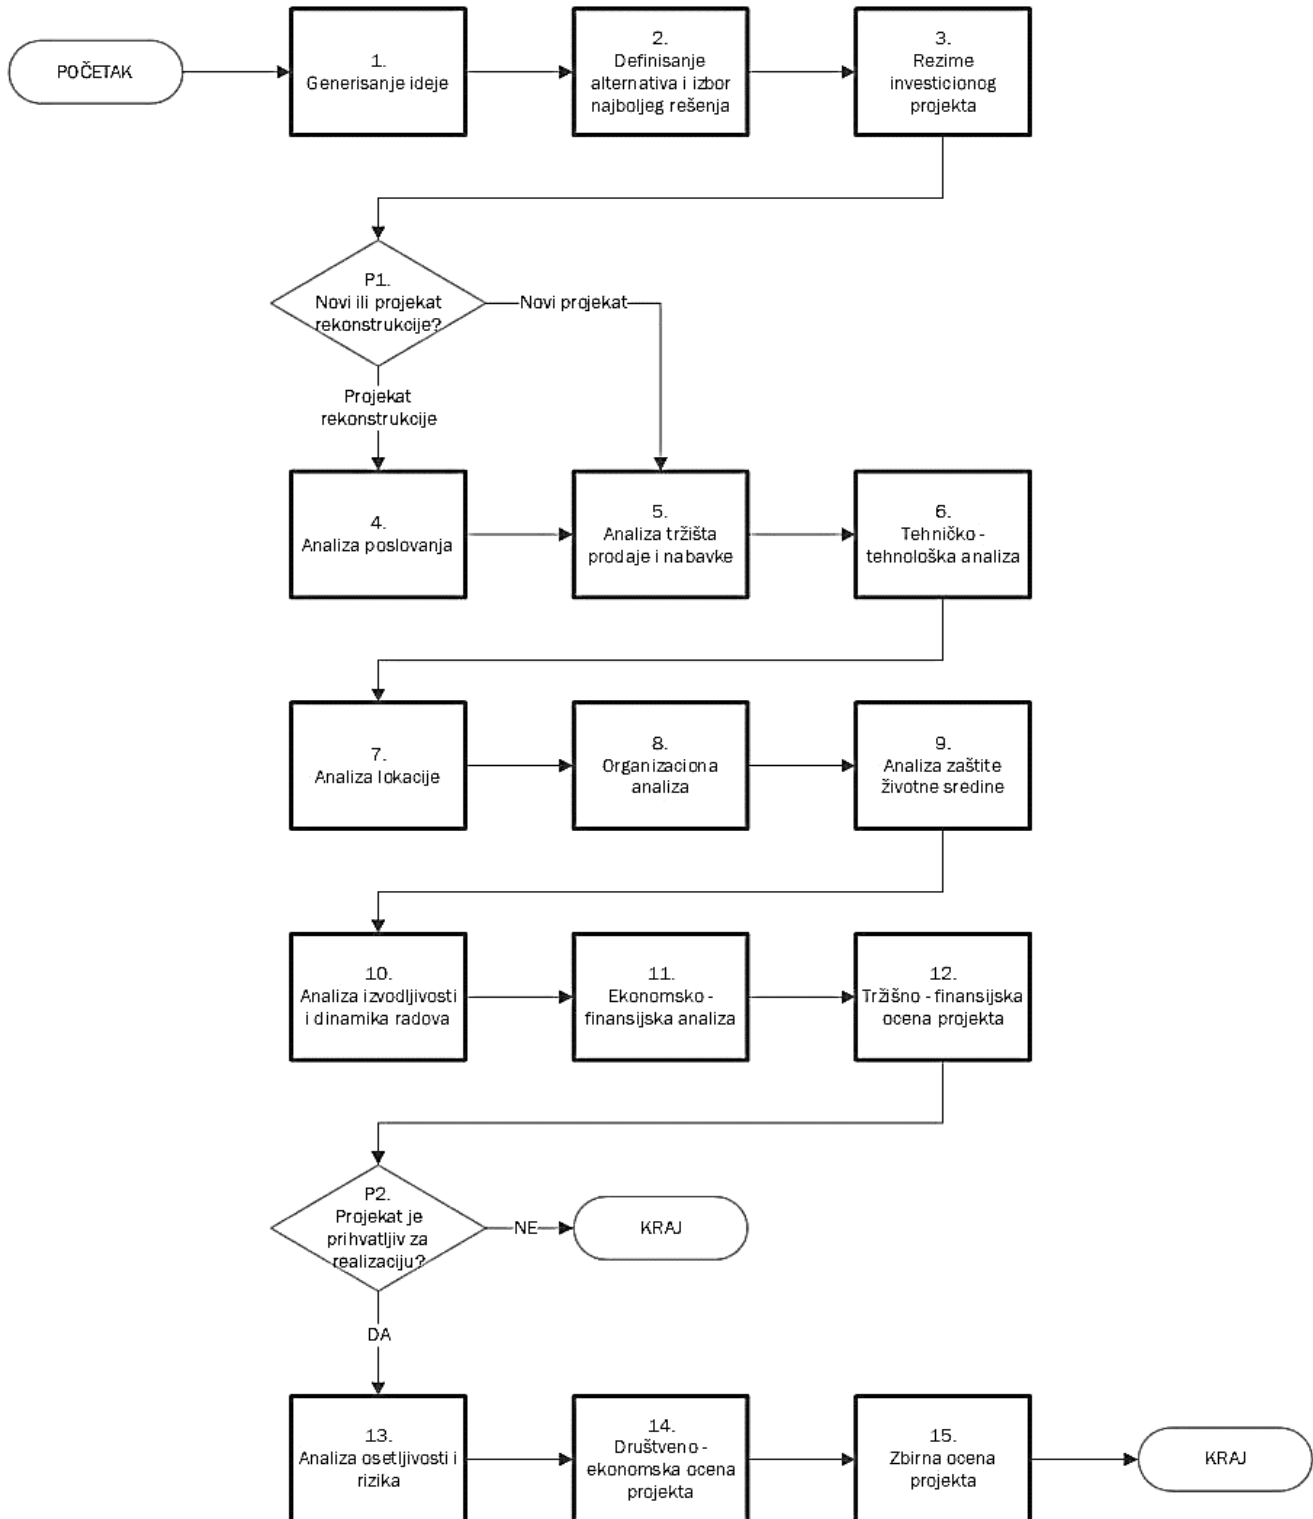 POČETAK
1.
Generisanje ideje
2.
Definisanje
alternativa i izbor
najboljeg rešenja
3.
Rezime
investicionog
projekta
P1.
Novi ili projekat
rekonstrukcije?
Novi projekat
Projekat
rekonstrukcije
4.
Analiza poslovanja
5.
Analiza tržišta
prodaje i nabavke
6.
Tehničko -
tehnološka analiza
7.
Analiza lokacije
8.
Organizaciona
analiza
9.
Analiza zaštite
životne sredine
10.
Analiza izvodljivosti
i dinamika radova
11.
Ekonomsko -
finansijska analiza
12.
Tržišno - finansijska
ocena projekta
P2.
Projekat je
prihvatljiv za
realizaciju?
NE
KRAJ
DA
13.
Analiza osetljivosti i
rizika
14.
Društveno -
ekonomska ocena
projekta
15.
Zbirna ocena
projekta
KRAJ